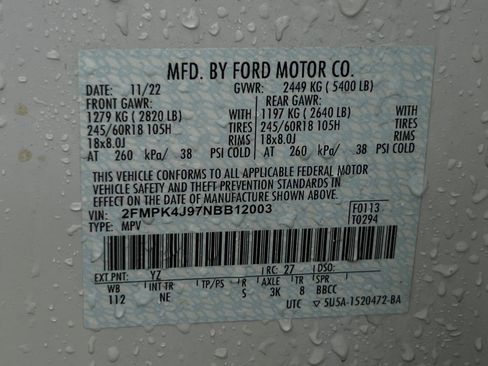 MFD. BY FORD MOTOR CO.
DATE: 11/22 GVWR: 2449 KG ( 5400 LB)
FRONT GAWR: REAR GAWR:
1279 KG ( 2820 LB) WITH 1197 KG ( 2640 LB) WITH
245/60R18 105H TIRES 245/60R18 105H TIRES
18x8.0J RIMS 18x8.0J RIMS
AT 260 kPa/ 38 PSI COLD AT 260 kPa/ 38 PSI COLD
THIS VEHICLE CONFORMS TO ALL APPLICABLE FEDERAL MOTOR
VEHICLE SAFETY AND THEFT PREVENTION STANDARDS IN
EFFECT ON THE DATE OF MANUFACTURE SHOWN ABOVE.
VIN: 2FMPK4J97NBB12003 F0113
TYPE: MPV T0294
EXT PNT: YZ RC: 27 DSO:
WB INT TR TP/PS R AXLE TR SPR
112 NE S 3K 8 BBCC
UTC 5U5A-1520472-BA